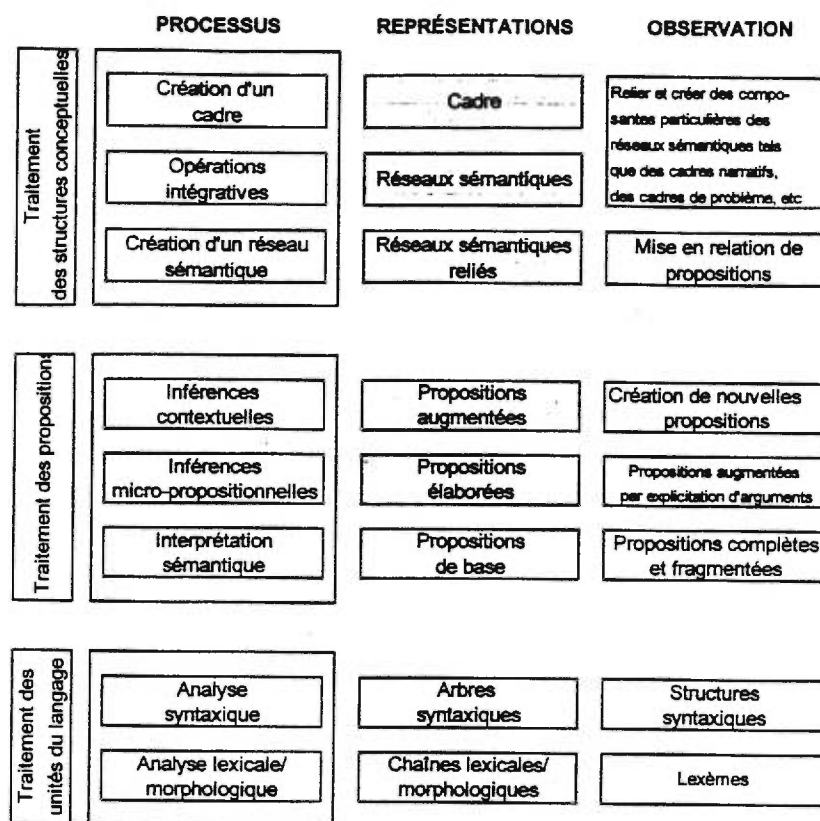 PROCESSUS
REPRÉSENTATIONS
OBSERVATION
Traitement
des structures conceptuelles
Création d'un
cadre
Cadre
Relier et créer des compo-
santes particulières des
réseaux sémantiques tels
que des cadres narratifs,
des cadres de problème, etc
Opérations
intégratives
Réseaux sémantiques
Création d'un réseau
sémantique
Réseaux sémantiques
reliés
Mise en relation de
propositions
Traitement des propositions
Inférences
contextuelles
Propositions
augmentées
Création de nouvelles
propositions
Inférences
micro-propositionnelles
Propositions
élaborées
Propositions augmentées
par explicitation d'arguments
Interprétation
sémantique
Propositions
de base
Propositions complètes
et fragmentées
Traitement des
unités du langage
Analyse
syntaxique
Arbres
syntaxiques
Structures
syntaxiques
Analyse lexicale/
morphologique
Chaînes lexicales/
morphologiques
Lexèmes